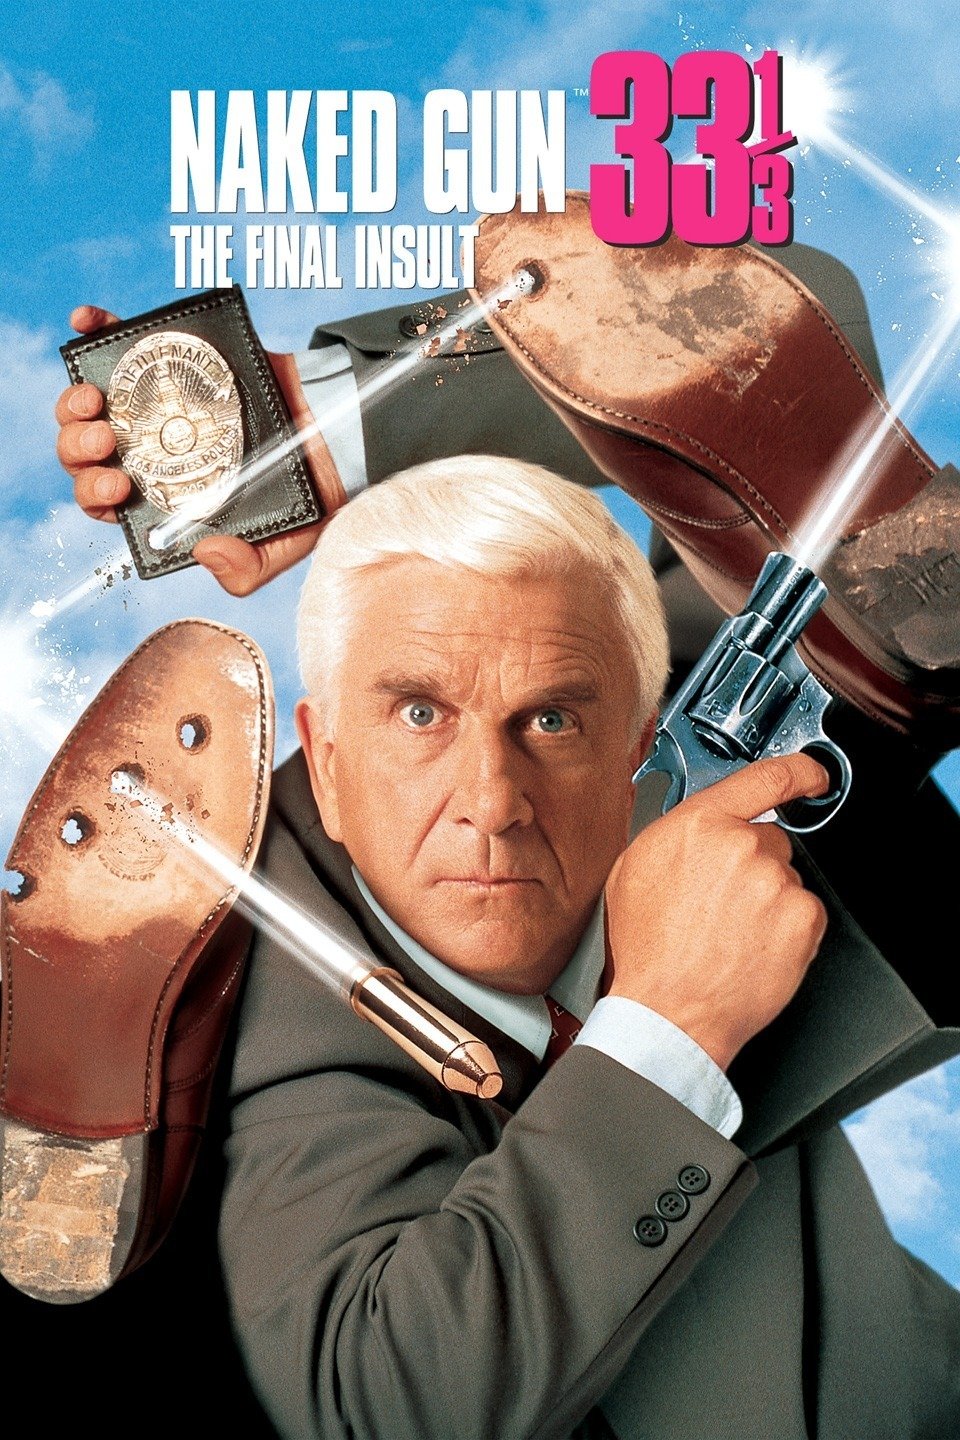 NAKED GUN™ 33 1/3
THE FINAL INSULT
LIEUTENANT
LOS ANGELES POLICE